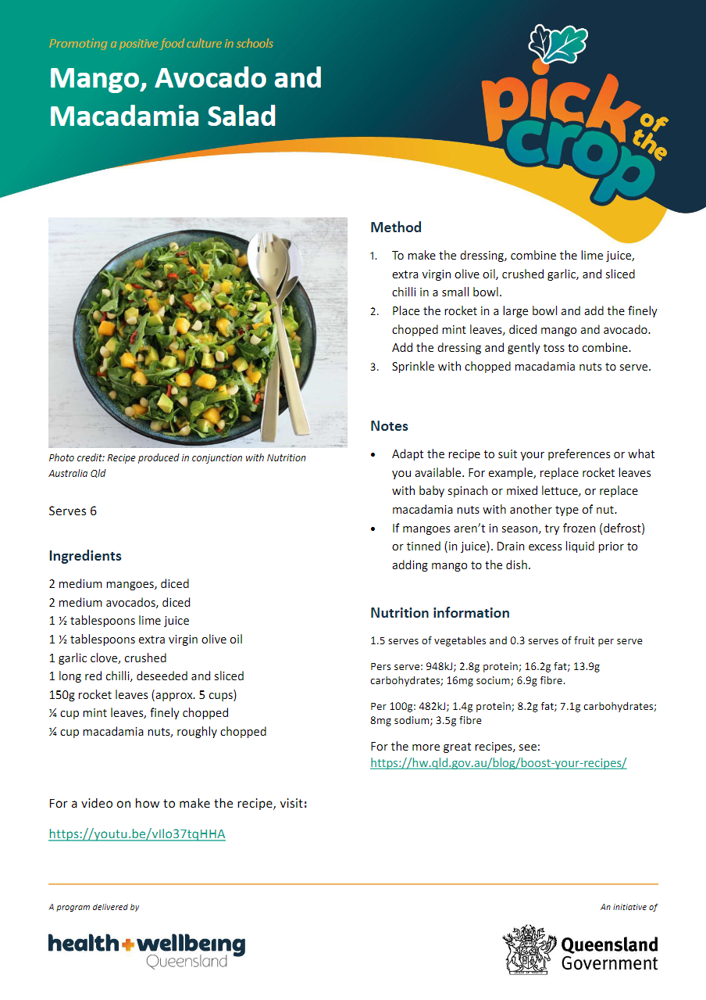 Promoting a positive food culture in schools
Mango, Avocado and
Macadamia Salad
pick
of
the
crop
Photo credit: Recipe produced in conjunction with Nutrition
Australia Qld
Serves 6
Ingredients
2 medium mangoes, diced
2 medium avocados, diced
1 ½ tablespoons lime juice
1 ½ tablespoons extra virgin olive oil
1 garlic clove, crushed
1 long red chilli, deseeded and sliced
150g rocket leaves (approx. 5 cups)
¼ cup mint leaves, finely chopped
¼ cup macadamia nuts, roughly chopped
For a video on how to make the recipe, visit:
https://youtu.be/vIlo37tqHHA
Method
1. To make the dressing, combine the lime juice,
extra virgin olive oil, crushed garlic, and sliced
chilli in a small bowl.
2. Place the rocket in a large bowl and add the finely
chopped mint leaves, diced mango and avocado.
Add the dressing and gently toss to combine.
3. Sprinkle with chopped macadamia nuts to serve.
Notes
• Adapt the recipe to suit your preferences or what
you available. For example, replace rocket leaves
with baby spinach or mixed lettuce, or replace
macadamia nuts with another type of nut.
• If mangoes aren't in season, try frozen (defrost)
or tinned (in juice). Drain excess liquid prior to
adding mango to the dish.
Nutrition information
1.5 serves of vegetables and 0.3 serves of fruit per serve
Pers serve: 948kJ; 2.8g protein; 16.2g fat; 13.9g
carbohydrates; 16mg socium; 6.9g fibre.
Per 100g: 482kJ; 1.4g protein; 8.2g fat; 7.1g carbohydrates;
8mg sodium; 3.5g fibre
For the more great recipes, see:
https://hw.qld.gov.au/blog/boost-your-recipes/
A program delivered by
health+wellbeing
Queensland
An initiative of
Queensland
Government